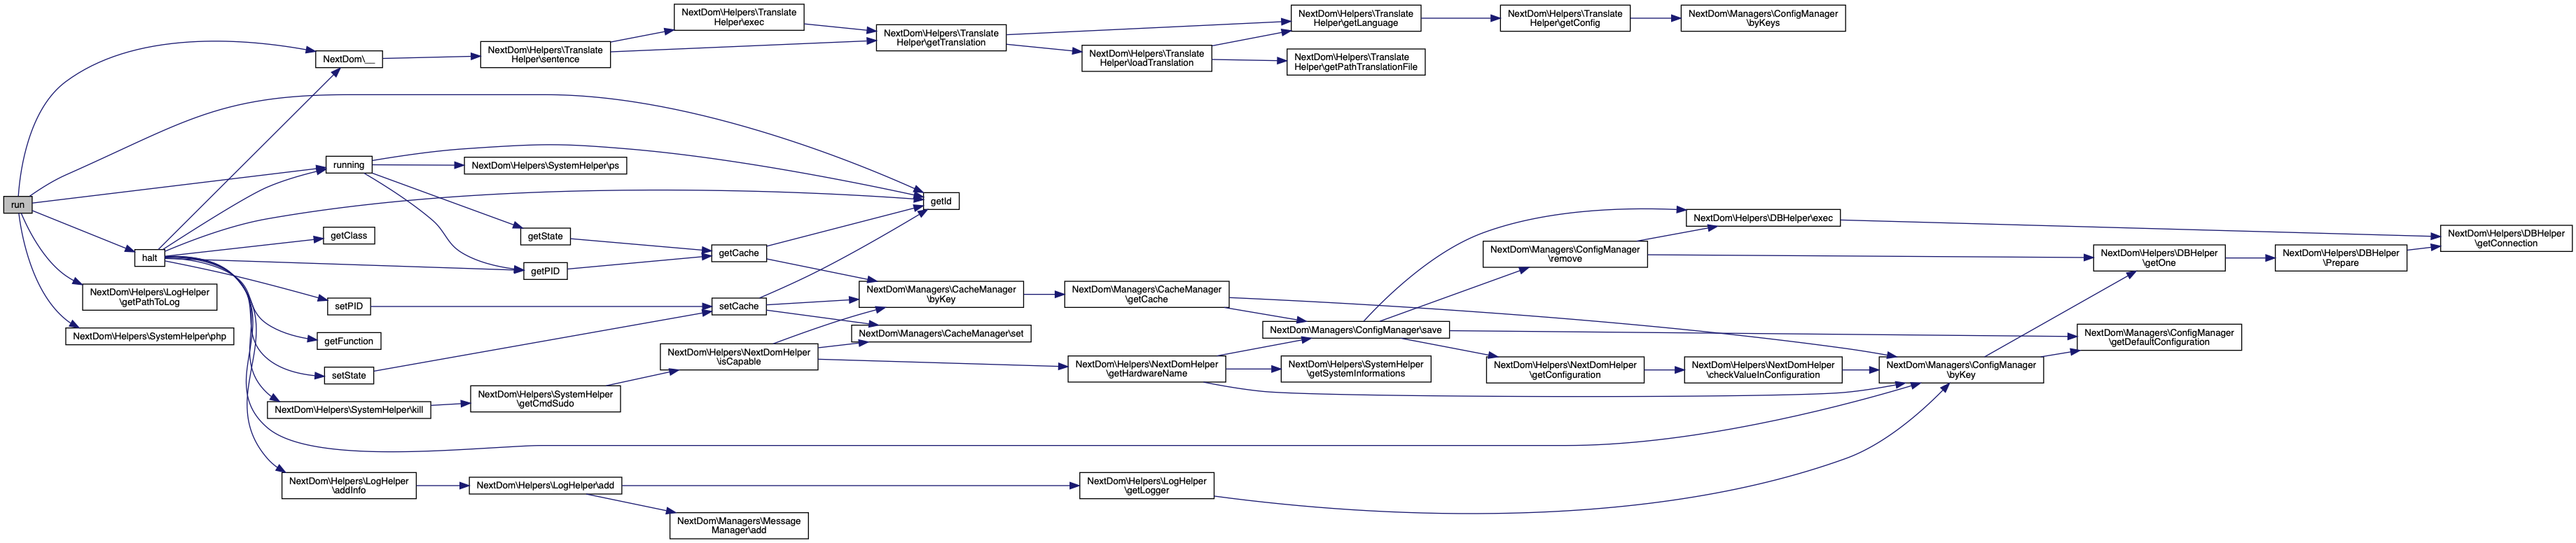 run
NextDom\__
halt
running
NextDom\Helpers\LogHelper
\getPathToLog
NextDom\Helpers\SystemHelper\php
getClass
setPID
getFunction
setState
NextDom\Helpers\SystemHelper\kill
NextDom\Helpers\LogHelper
\addInfo
NextDom\Helpers\Translate
Helper\sentence
NextDom\Helpers\SystemHelper\ps
getState
getPID
NextDom\Helpers\SystemHelper
\getCmdSudo
NextDom\Helpers\LogHelper\add
NextDom\Helpers\Translate
Helper\exec
getCache
setCache
NextDom\Helpers\NextDomHelper
\isCapable
NextDom\Managers\Message
Manager\add
NextDom\Helpers\Translate
Helper\getTranslation
getId
NextDom\Managers\CacheManager
\byKey
NextDom\Managers\CacheManager\set
NextDom\Helpers\Translate
Helper\loadTranslation
NextDom\Managers\CacheManager
\getCache
NextDom\Helpers\NextDomHelper
\getHardwareName
NextDom\Helpers\LogHelper
\getLogger
NextDom\Helpers\Translate
Helper\getLanguage
NextDom\Helpers\Translate
Helper\getPathTranslationFile
NextDom\Managers\ConfigManager\save
NextDom\Helpers\SystemHelper
\getSystemInformations
NextDom\Helpers\Translate
Helper\getConfig
NextDom\Managers\ConfigManager
\remove
NextDom\Helpers\NextDomHelper
\getConfiguration
NextDom\Managers\ConfigManager
\byKeys
NextDom\Helpers\DBHelper\exec
NextDom\Helpers\NextDomHelper
\checkValueInConfiguration
NextDom\Managers\ConfigManager
\byKey
NextDom\Helpers\DBHelper
\getOne
NextDom\Managers\ConfigManager
\getDefaultConfiguration
NextDom\Helpers\DBHelper
\Prepare
NextDom\Helpers\DBHelper
\getConnection